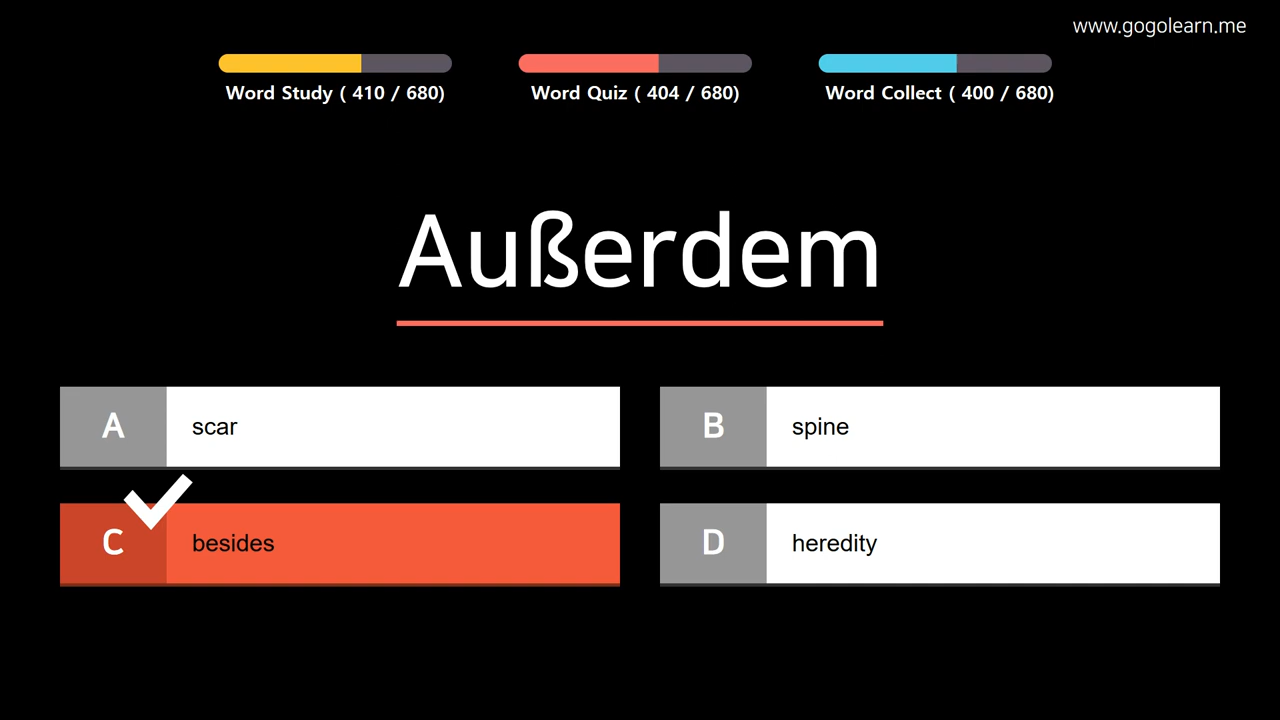 www.gogolearn.me
Word Study ( 410 / 680)
Word Quiz ( 404 / 680)
Word Collect ( 400 / 680)
Außerdem
A scar
B spine
C besides
D heredity